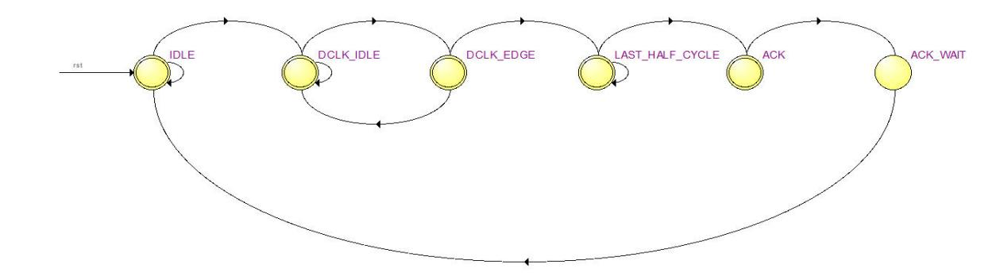 rst
IDLE
DCLK_IDLE
DCLK_EDGE
LAST_HALF_CYCLE
ACK
ACK_WAIT